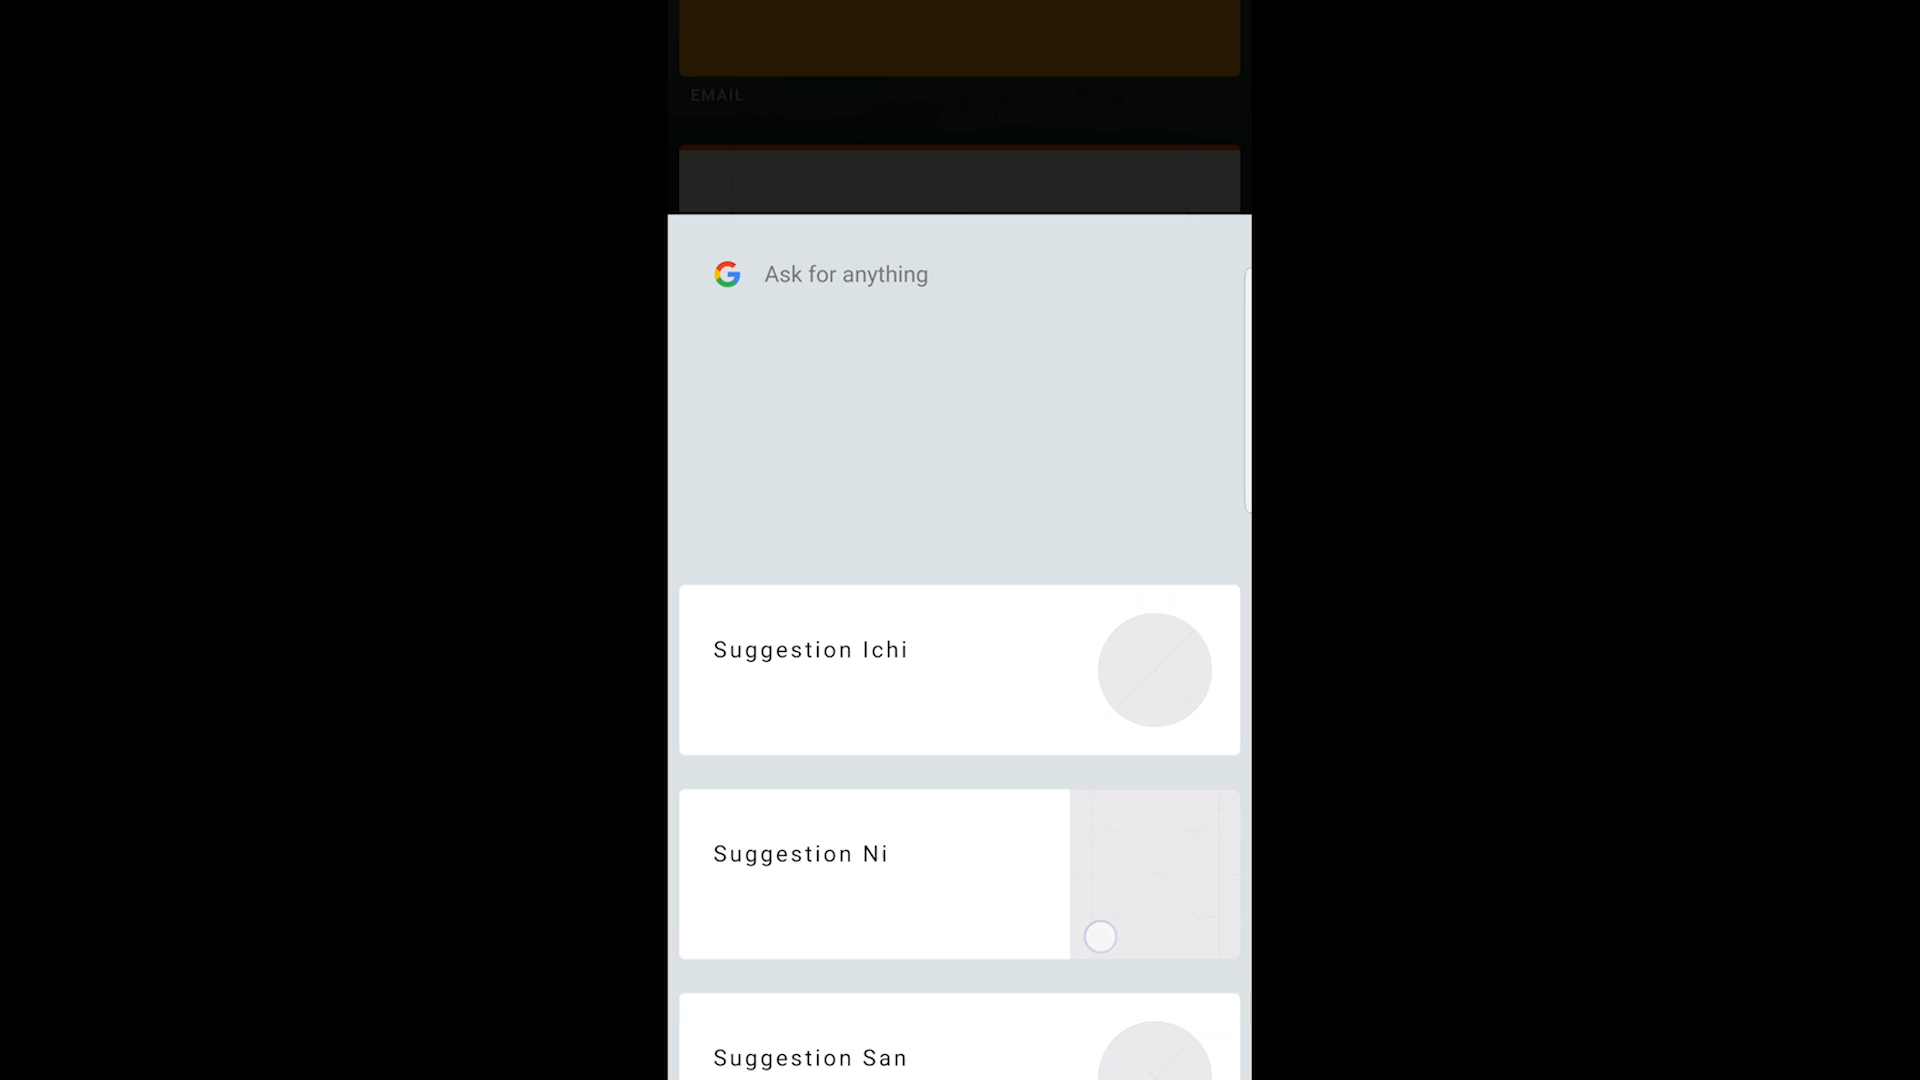 EMAIL
Ask for anything
Suggestion Ichi
Suggestion Ni
Suggestion San